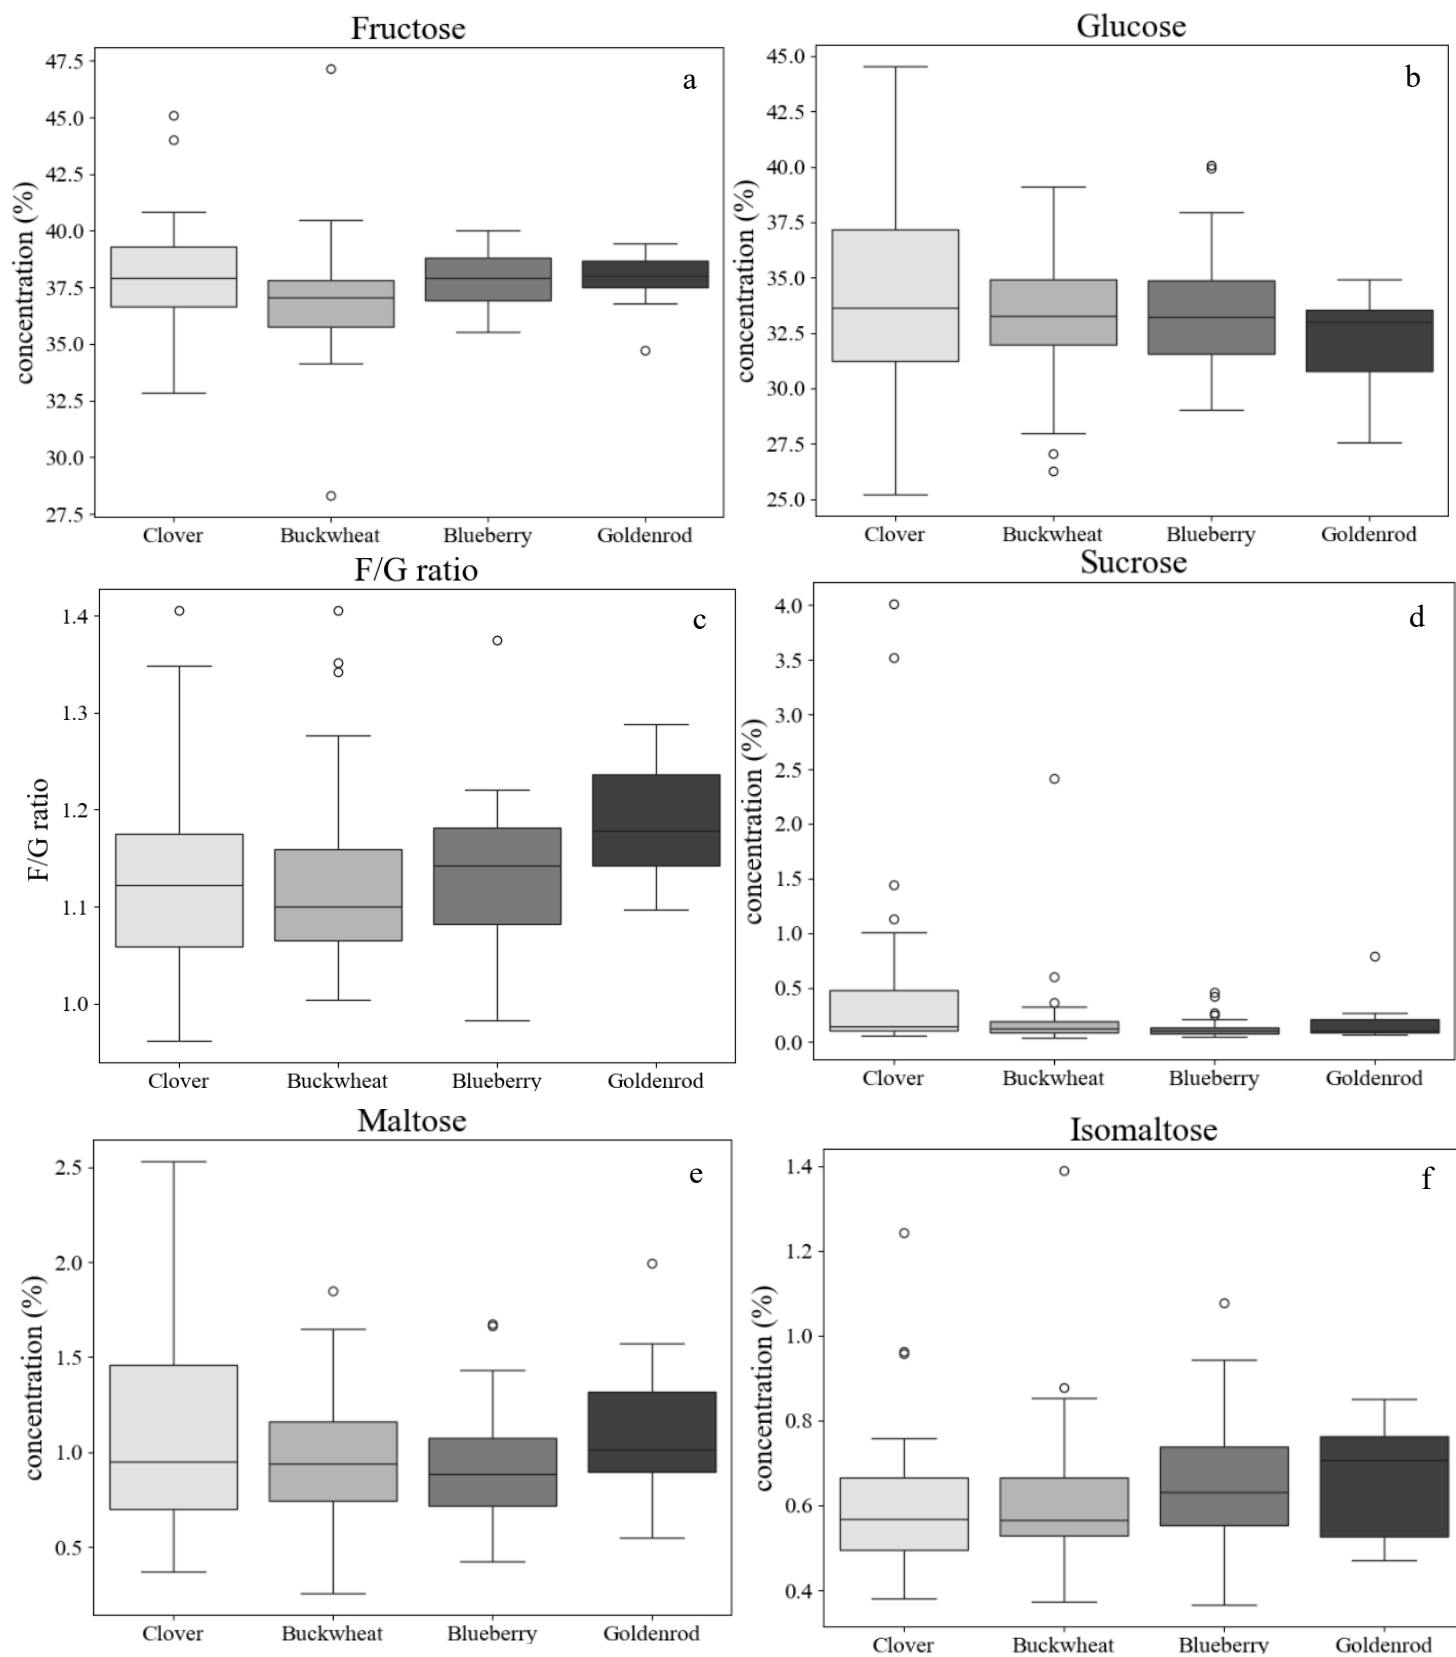 Fructose
a
concentration (%)
47.5
45.0
42.5
40.0
37.5
35.0
32.5
30.0
27.5
Clover Buckwheat Blueberry Goldenrod
Glucose
b
concentration (%)
45.0
42.5
40.0
37.5
35.0
32.5
30.0
27.5
25.0
Clover Buckwheat Blueberry Goldenrod
F/G ratio
c
F/G ratio
1.4
1.3
1.2
1.1
1.0
Clover Buckwheat Blueberry Goldenrod
Sucrose
d
concentration (%)
4.0
3.5
3.0
2.5
2.0
1.5
1.0
0.5
0.0
Clover Buckwheat Blueberry Goldenrod
Maltose
e
concentration (%)
2.5
2.0
1.5
1.0
0.5
Clover Buckwheat Blueberry Goldenrod
Isomaltose
f
concentration (%)
1.4
1.2
1.0
0.8
0.6
0.4
Clover Buckwheat Blueberry Goldenrod